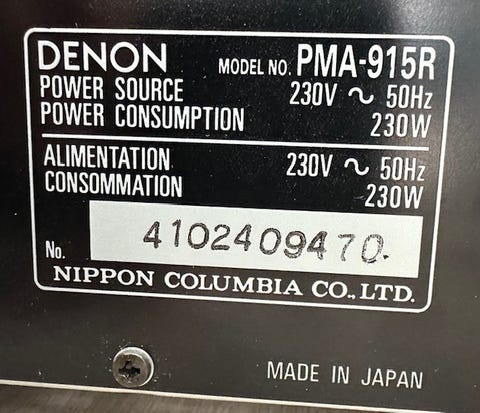 DENON MODEL NO. PMA-915R
POWER SOURCE 230V ~ 50Hz
POWER CONSUMPTION 230W
ALIMENTATION 230V ~ 50Hz
CONSOMMATION 230W
No. 4102409470.
NIPPON COLUMBIA CO., LTD.
MADE IN JAPAN